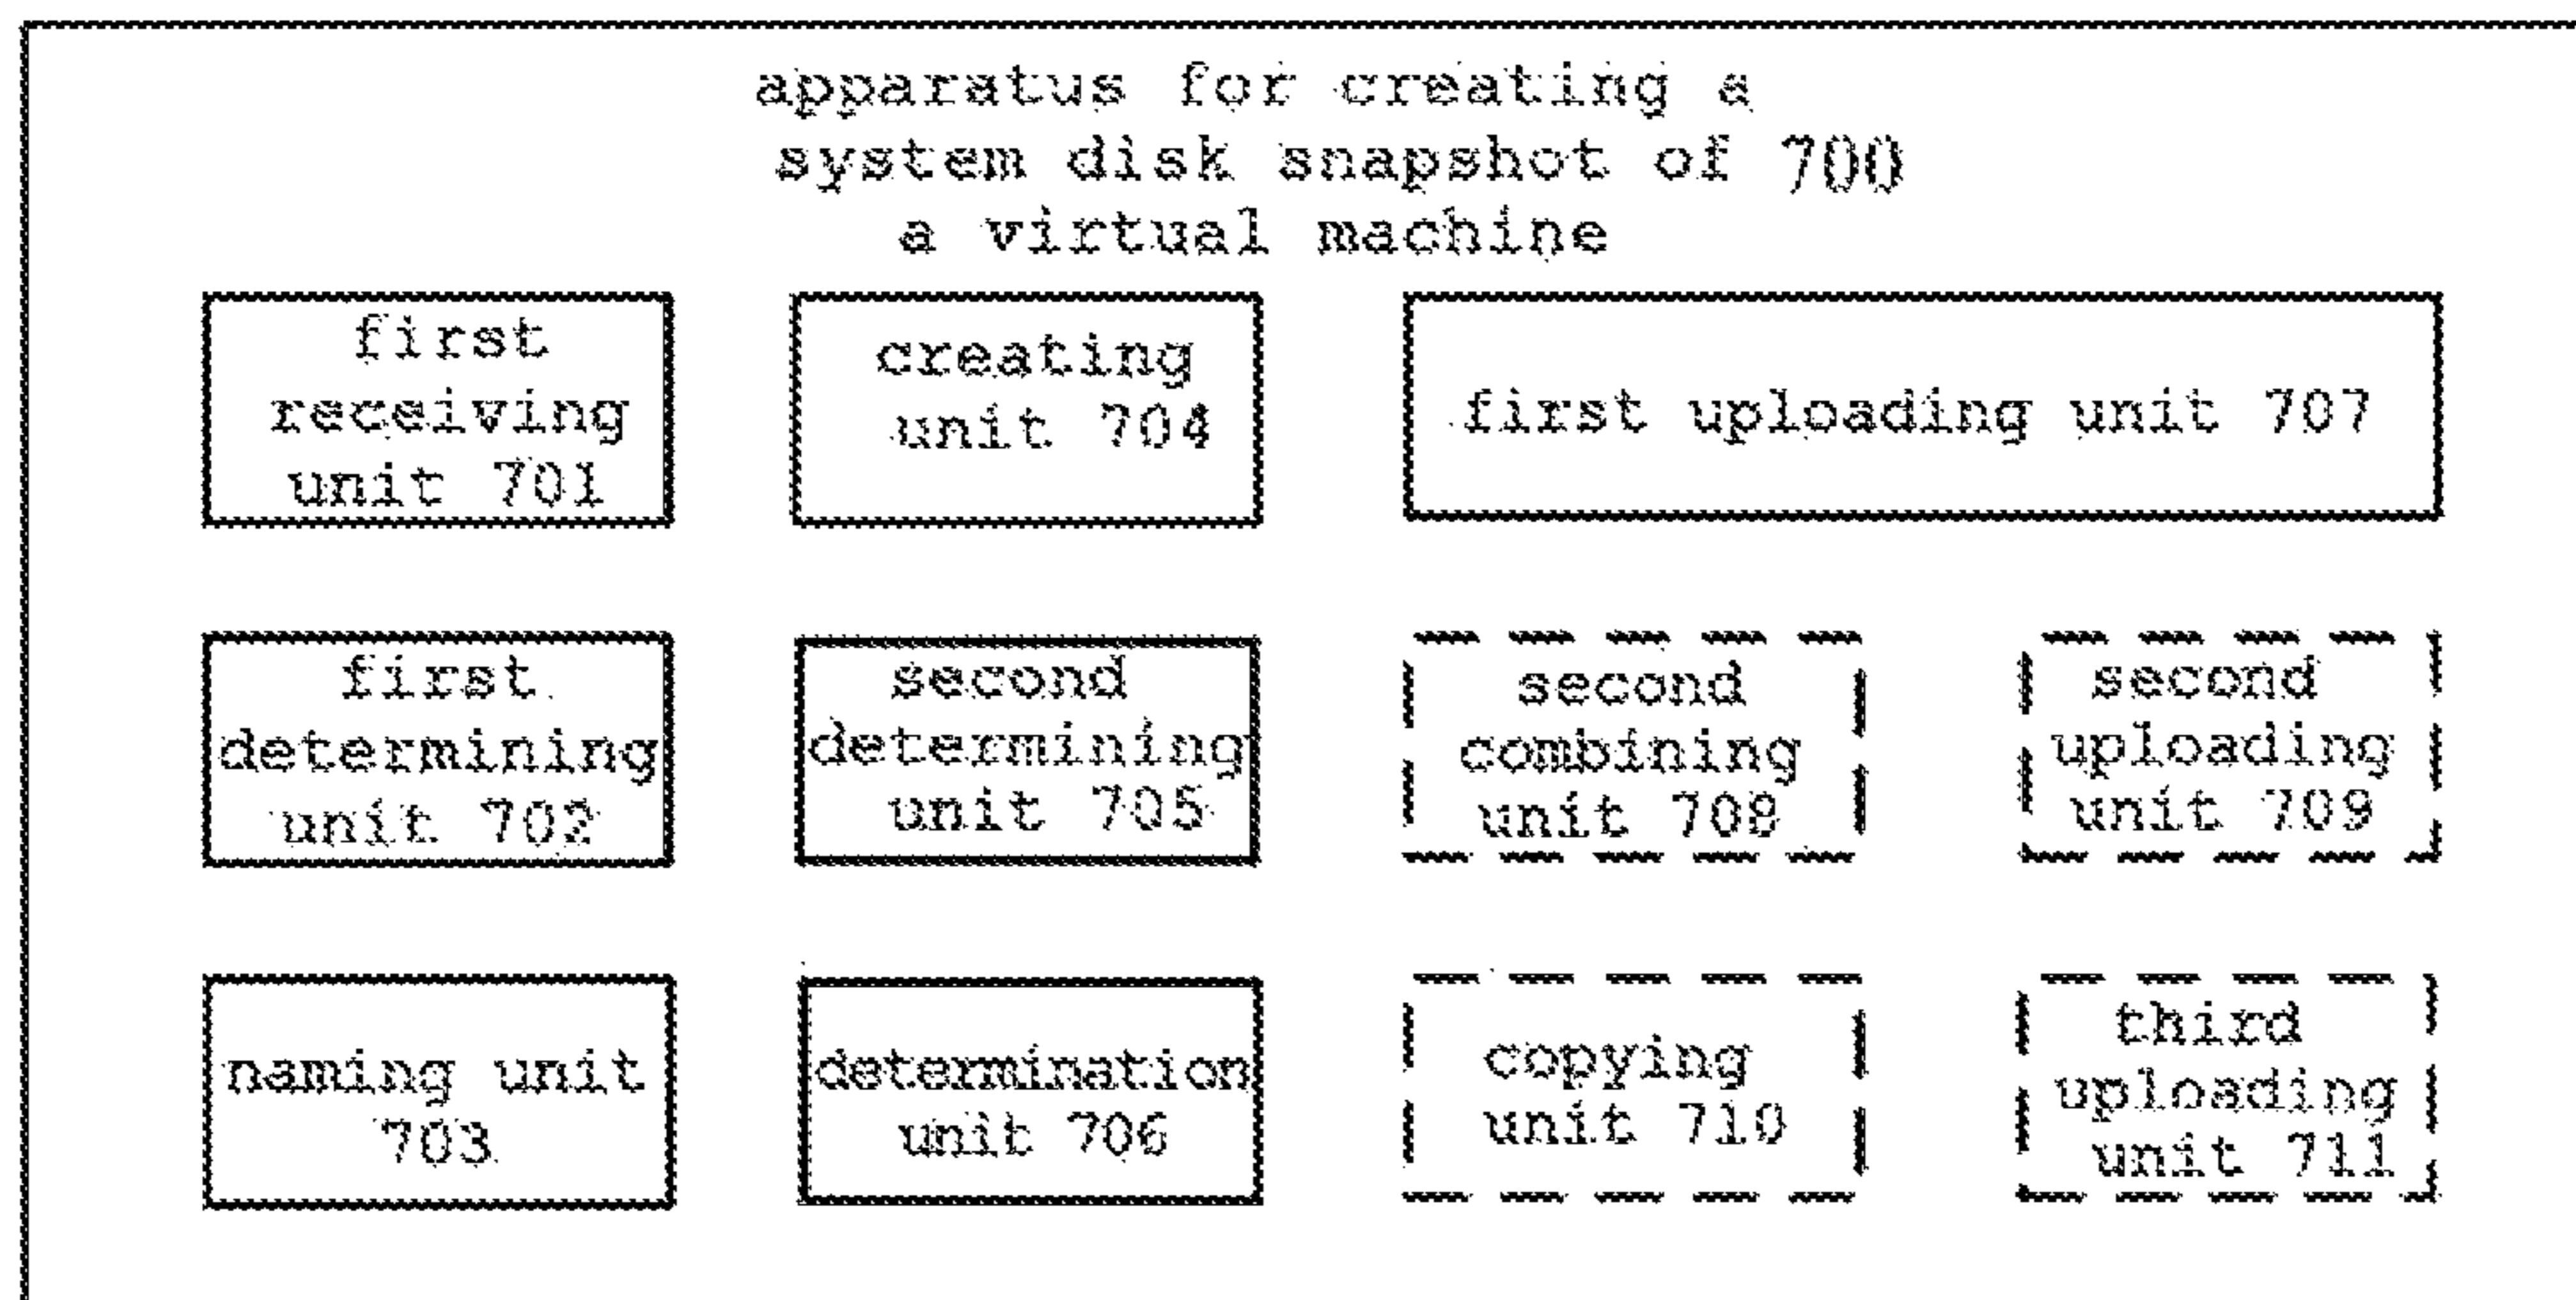 apparatus for creating a
system disk snapshot of 700
a virtual machine
first
receiving
unit 701
creating
unit 704
first uploading unit 707
first
determining
unit 702
second
determining
unit 705
second
combining
unit 708
second
uploading
unit 709
naming unit
703
determination
unit 706
copying
unit 710
third
uploading
unit 711